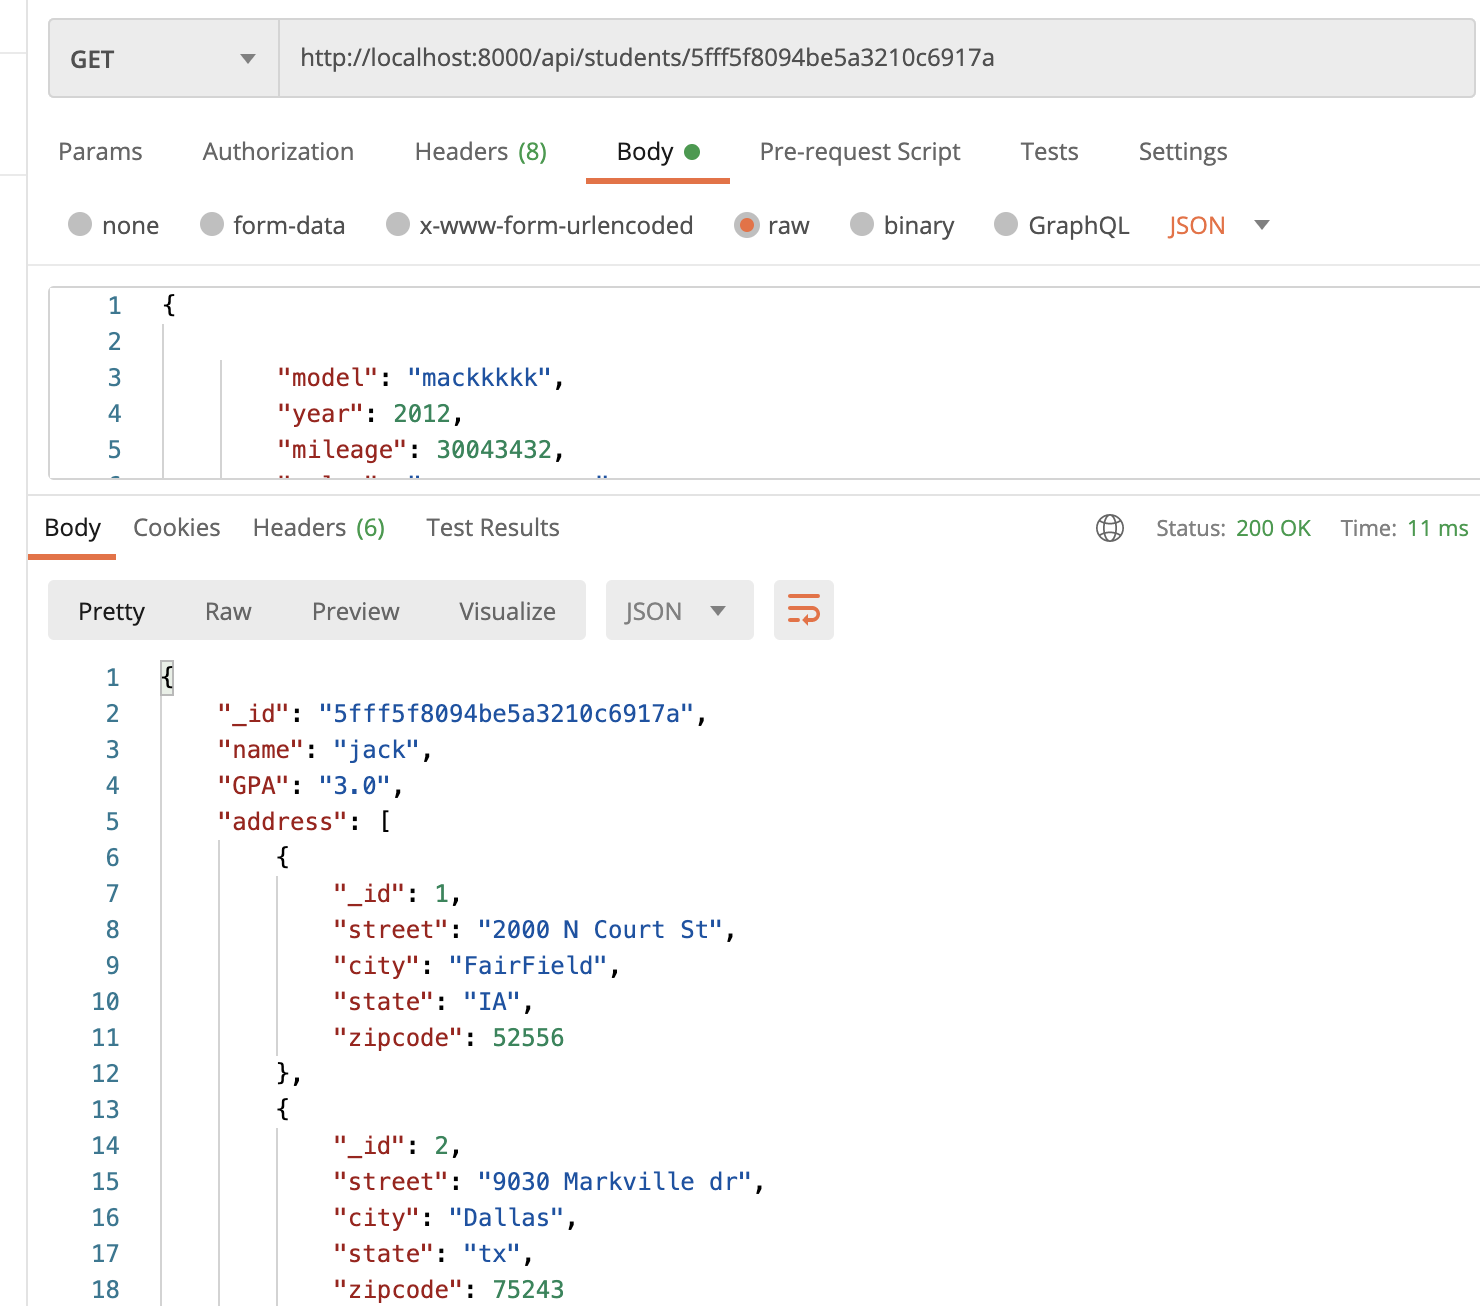 GET http://localhost:8000/api/students/5fff5f8094be5a3210c6917a
Params Authorization Headers (8) Body Pre-request Script Tests Settings
none form-data x-www-form-urlencoded raw binary GraphQL JSON
1 {
2
3 "model": "mackkkkk",
4 "year": 2012,
5 "mileage": 30043432,
Body Cookies Headers (6) Test Results Status: 200 OK Time: 11 ms
Pretty Raw Preview Visualize JSON
1 {
2 "_id": "5fff5f8094be5a3210c6917a",
3 "name": "jack",
4 "GPA": "3.0",
5 "address": [
6 {
7 "_id": 1,
8 "street": "2000 N Court St",
9 "city": "FairField",
10 "state": "IA",
11 "zipcode": 52556
12 },
13 {
14 "_id": 2,
15 "street": "9030 Markville dr",
16 "city": "Dallas",
17 "state": "tx",
18 "zipcode": 75243